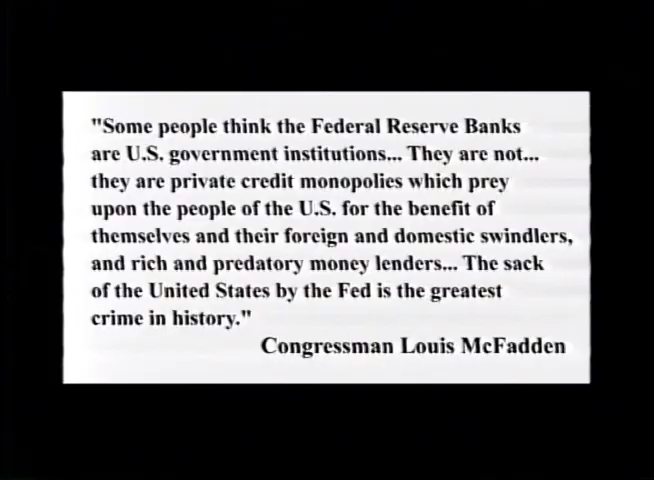 "Some people think the Federal Reserve Banks
are U.S. government institutions... They are not...
they are private credit monopolies which prey
upon the people of the U.S. for the benefit of
themselves and their foreign and domestic swindlers,
and rich and predatory money lenders... The sack
of the United States by the Fed is the greatest
crime in history."
Congressman Louis McFadden